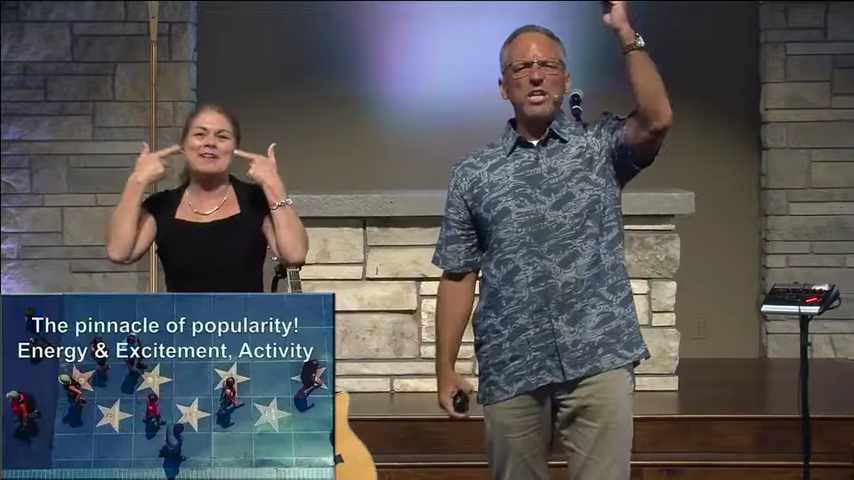 The pinnacle of popularity!
Energy & Excitement, Activity